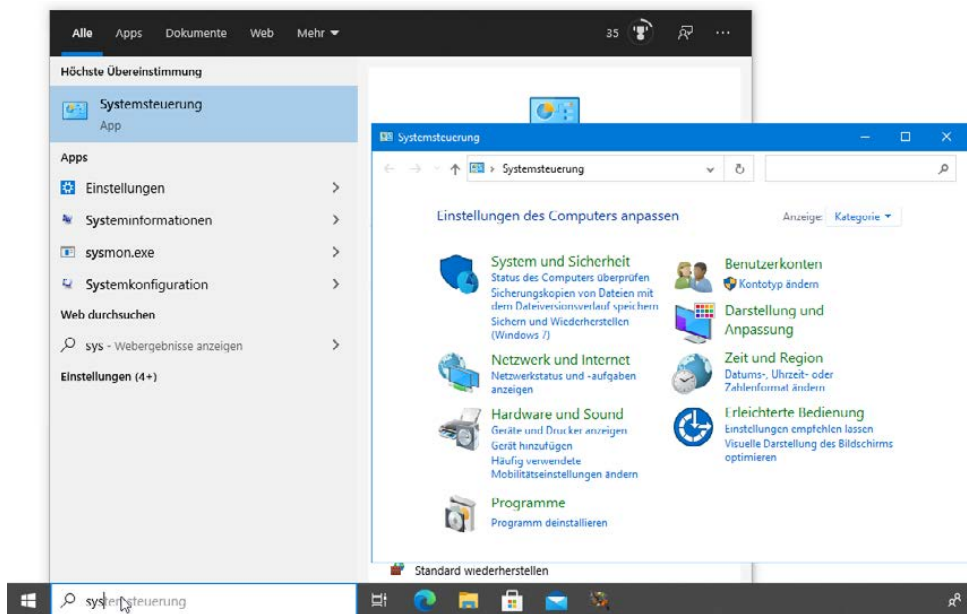 Alle Apps Dokumente Web Mehr 35 ...
Höchste Übereinstimmung
Systemsteuerung
App
Apps
Einstellungen
Systeminformationen
sysmon.exe
Systemkonfiguration
Web durchsuchen
sys - Webergebnisse anzeigen
Einstellungen (4+)
Systemsteuerung
Systemsteuerung
Einstellungen des Computers anpassen
Anzeige: Kategorie
System und Sicherheit
Status des Computers überprüfen
Sicherungskopien von Dateien mit
dem Dateiversionsverlauf speichern
Sichern und Wiederherstellen
(Windows 7)
Netzwerk und Internet
Netzwerkstatus und -aufgaben
anzeigen
Hardware und Sound
Geräte und Drucker anzeigen
Gerät hinzufügen
Häufig verwendete
Mobilitätseinstellungen ändern
Programme
Programm deinstallieren
Benutzerkonten
Kontotyp ändern
Darstellung und
Anpassung
Zeit und Region
Datums-, Uhrzeit- oder
Zahlenformat ändern
Erleichterte Bedienung
Einstellungen empfehlen lassen
Visuelle Darstellung des Bildschirms
optimieren
Standard wiederherstellen
systemsteuerung